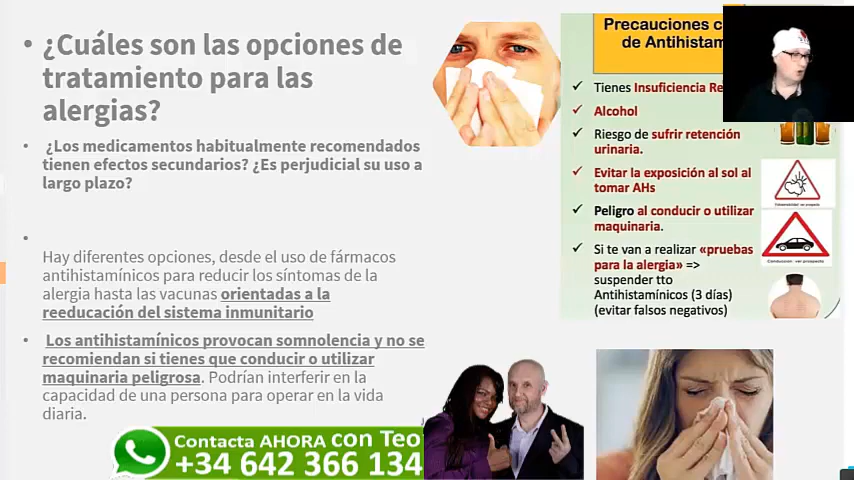 • ¿Cuáles son las opciones de
tratamiento para las
alergias?
• ¿Los medicamentos habitualmente recomendados
tienen efectos secundarios? ¿Es perjudicial su uso a
largo plazo?
•
Hay diferentes opciones, desde el uso de fármacos
antihistamínicos para reducir los síntomas de la
alergia hasta las vacunas orientadas a la
reeducación del sistema inmunitario
• Los antihistamínicos provocan somnolencia y no se
recomiendan si tienes que conducir o utilizar
maquinaria peligrosa. Podrían interferir en la
capacidad de una persona para operar en la vida
diaria.
Contacta AHORA con Teo
+34 642 366 134
Precauciones
de
✓ Tienes Insuficiencia
✓ Alcohol
✓ Riesgo de sufrir retención
urinaria.
✓ Evitar la exposición al sol al
tomar AHs
✓ Peligro al conducir o utilizar
maquinaria.
✓ Si te van a realizar «pruebas
para la alergia» =>
suspender tto
Antihistamínicos (3 días)
(evitar falsos negativos)